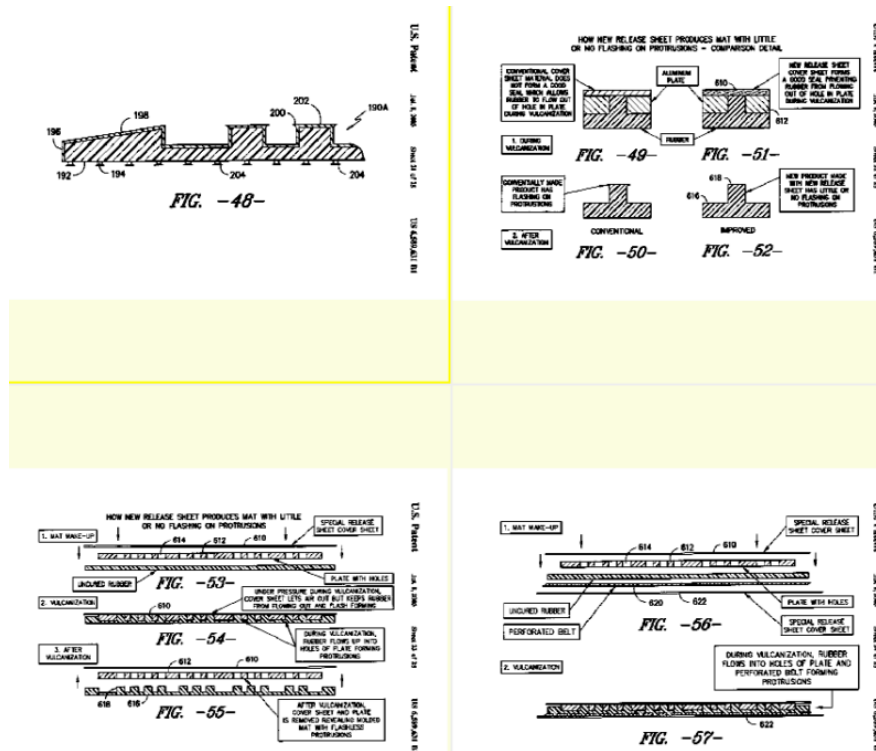 U.S. Patent
190A
202
200
198
196
192
194
204
204
FIG. -48-
HOW NEW RELEASE SHEET PRODUCES MAT WITH LITTLE
OR NO FLASHING ON PROTRUSIONS - COMPARISON DETAIL
CONVENTIONAL COVER
SHEET MATERIAL DOES
NOT FORM A GOOD
SEAL WHICH ALLOWS
RUBBER TO FLOW OUT
OF HOLE IN PLATE
DURING VULCANIZATION
ALUMINUM
PLATE
610
NEW RELEASE SHEET
COVER SHEET FORMS
A GOOD SEAL PREVENTING
RUBBER FROM FLOWING
OUT OF HOLE IN PLATE
DURING VULCANIZATION
612
1. DURING
VULCANIZATION
RUBBER
FIG. -49-
FIG. -51-
PRODUCT HAS
FLASHING ON
PROTRUSIONS
618
616
NEW PRODUCT MADE
WITH NEW RELEASE
SHEET HAS LITTLE OR
NO FLASHING ON
PROTRUSIONS
2. AFTER
VULCANIZATION
CONVENTIONAL
IMPROVED
FIG. -50-
FIG. -52-
HOW NEW RELEASE SHEET PRODUCES MAT WITH LITTLE
OR NO FLASHING ON PROTRUSIONS
1. MAT MAKE-UP
614
612
610
SPECIAL RELEASE
SHEET COVER SHEET
UNCURED RUBBER
FIG. -53-
PLATE WITH HOLES
2. VULCANIZATION
610
UNDER PRESSURE DURING VULCANIZATION,
COVER SHEET LETS AIR OUT BUT KEEPS RUBBER
FROM FLOWING OUT AND FLASH FORMING
FIG. -54-
DURING VULCANIZATION,
RUBBER FLOWS UP INTO
HOLES OF PLATE FORMING
PROTRUSIONS
3. AFTER
VULCANIZATION
612
610
618
616
FIG. -55-
AFTER VULCANIZATION,
COVER SHEET AND PLATE
IS REMOVED REVEALING MOLDED
MAT WITH FLASHLESS
PROTRUSIONS
U.S. Patent
1. MAT MAKE-UP
614
612
610
SPECIAL RELEASE
SHEET COVER SHEET
UNCURED RUBBER
620
622
PLATE WITH HOLES
PERFORATED BELT
FIG. -56-
SPECIAL RELEASE
SHEET COVER SHEET
2. VULCANIZATION
DURING VULCANIZATION, RUBBER
FLOWS INTO HOLES OF PLATE AND
PERFORATED BELT FORMING
PROTRUSIONS
622
FIG. -57-